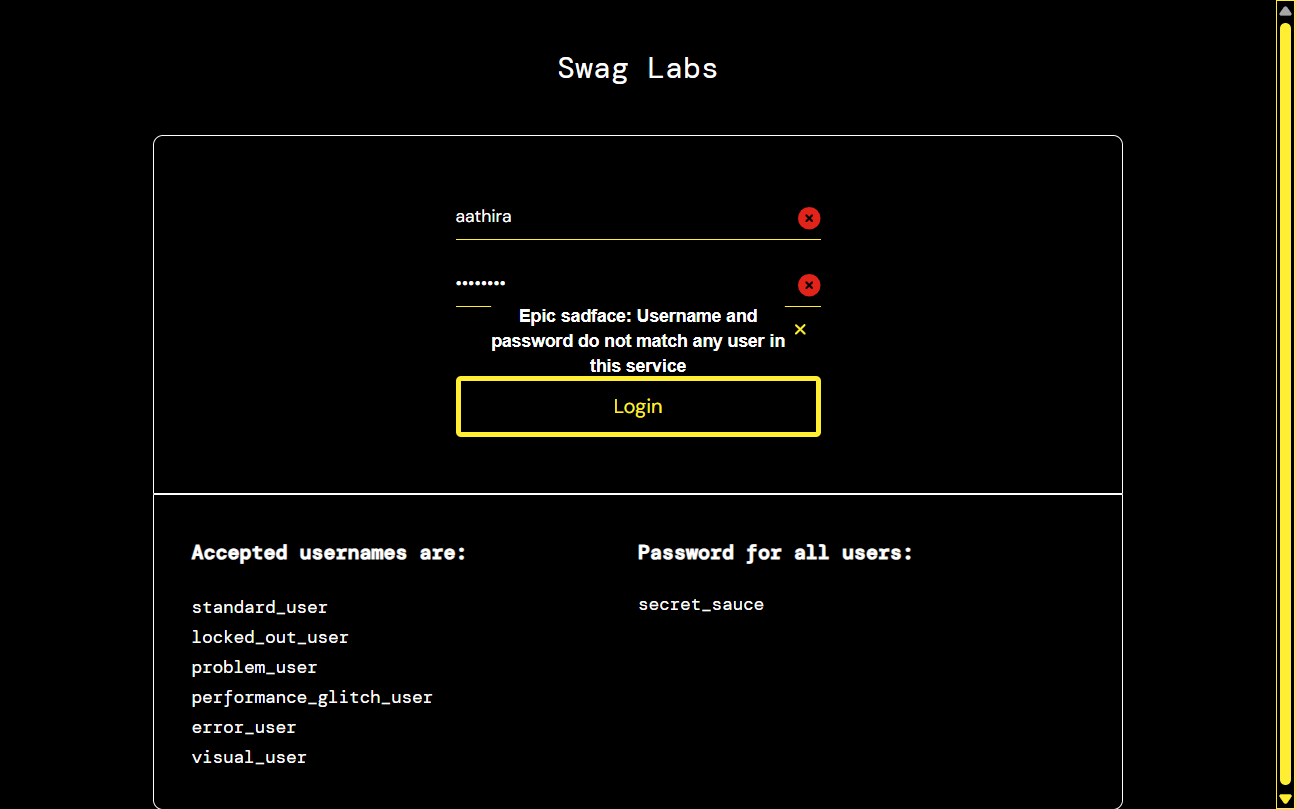 Swag Labs
aathira
••••••••
Epic sadface: Username and
password do not match any user in
this service
Login
Accepted usernames are:
standard_user
locked_out_user
problem_user
performance_glitch_user
error_user
visual_user
Password for all users:
secret_sauce